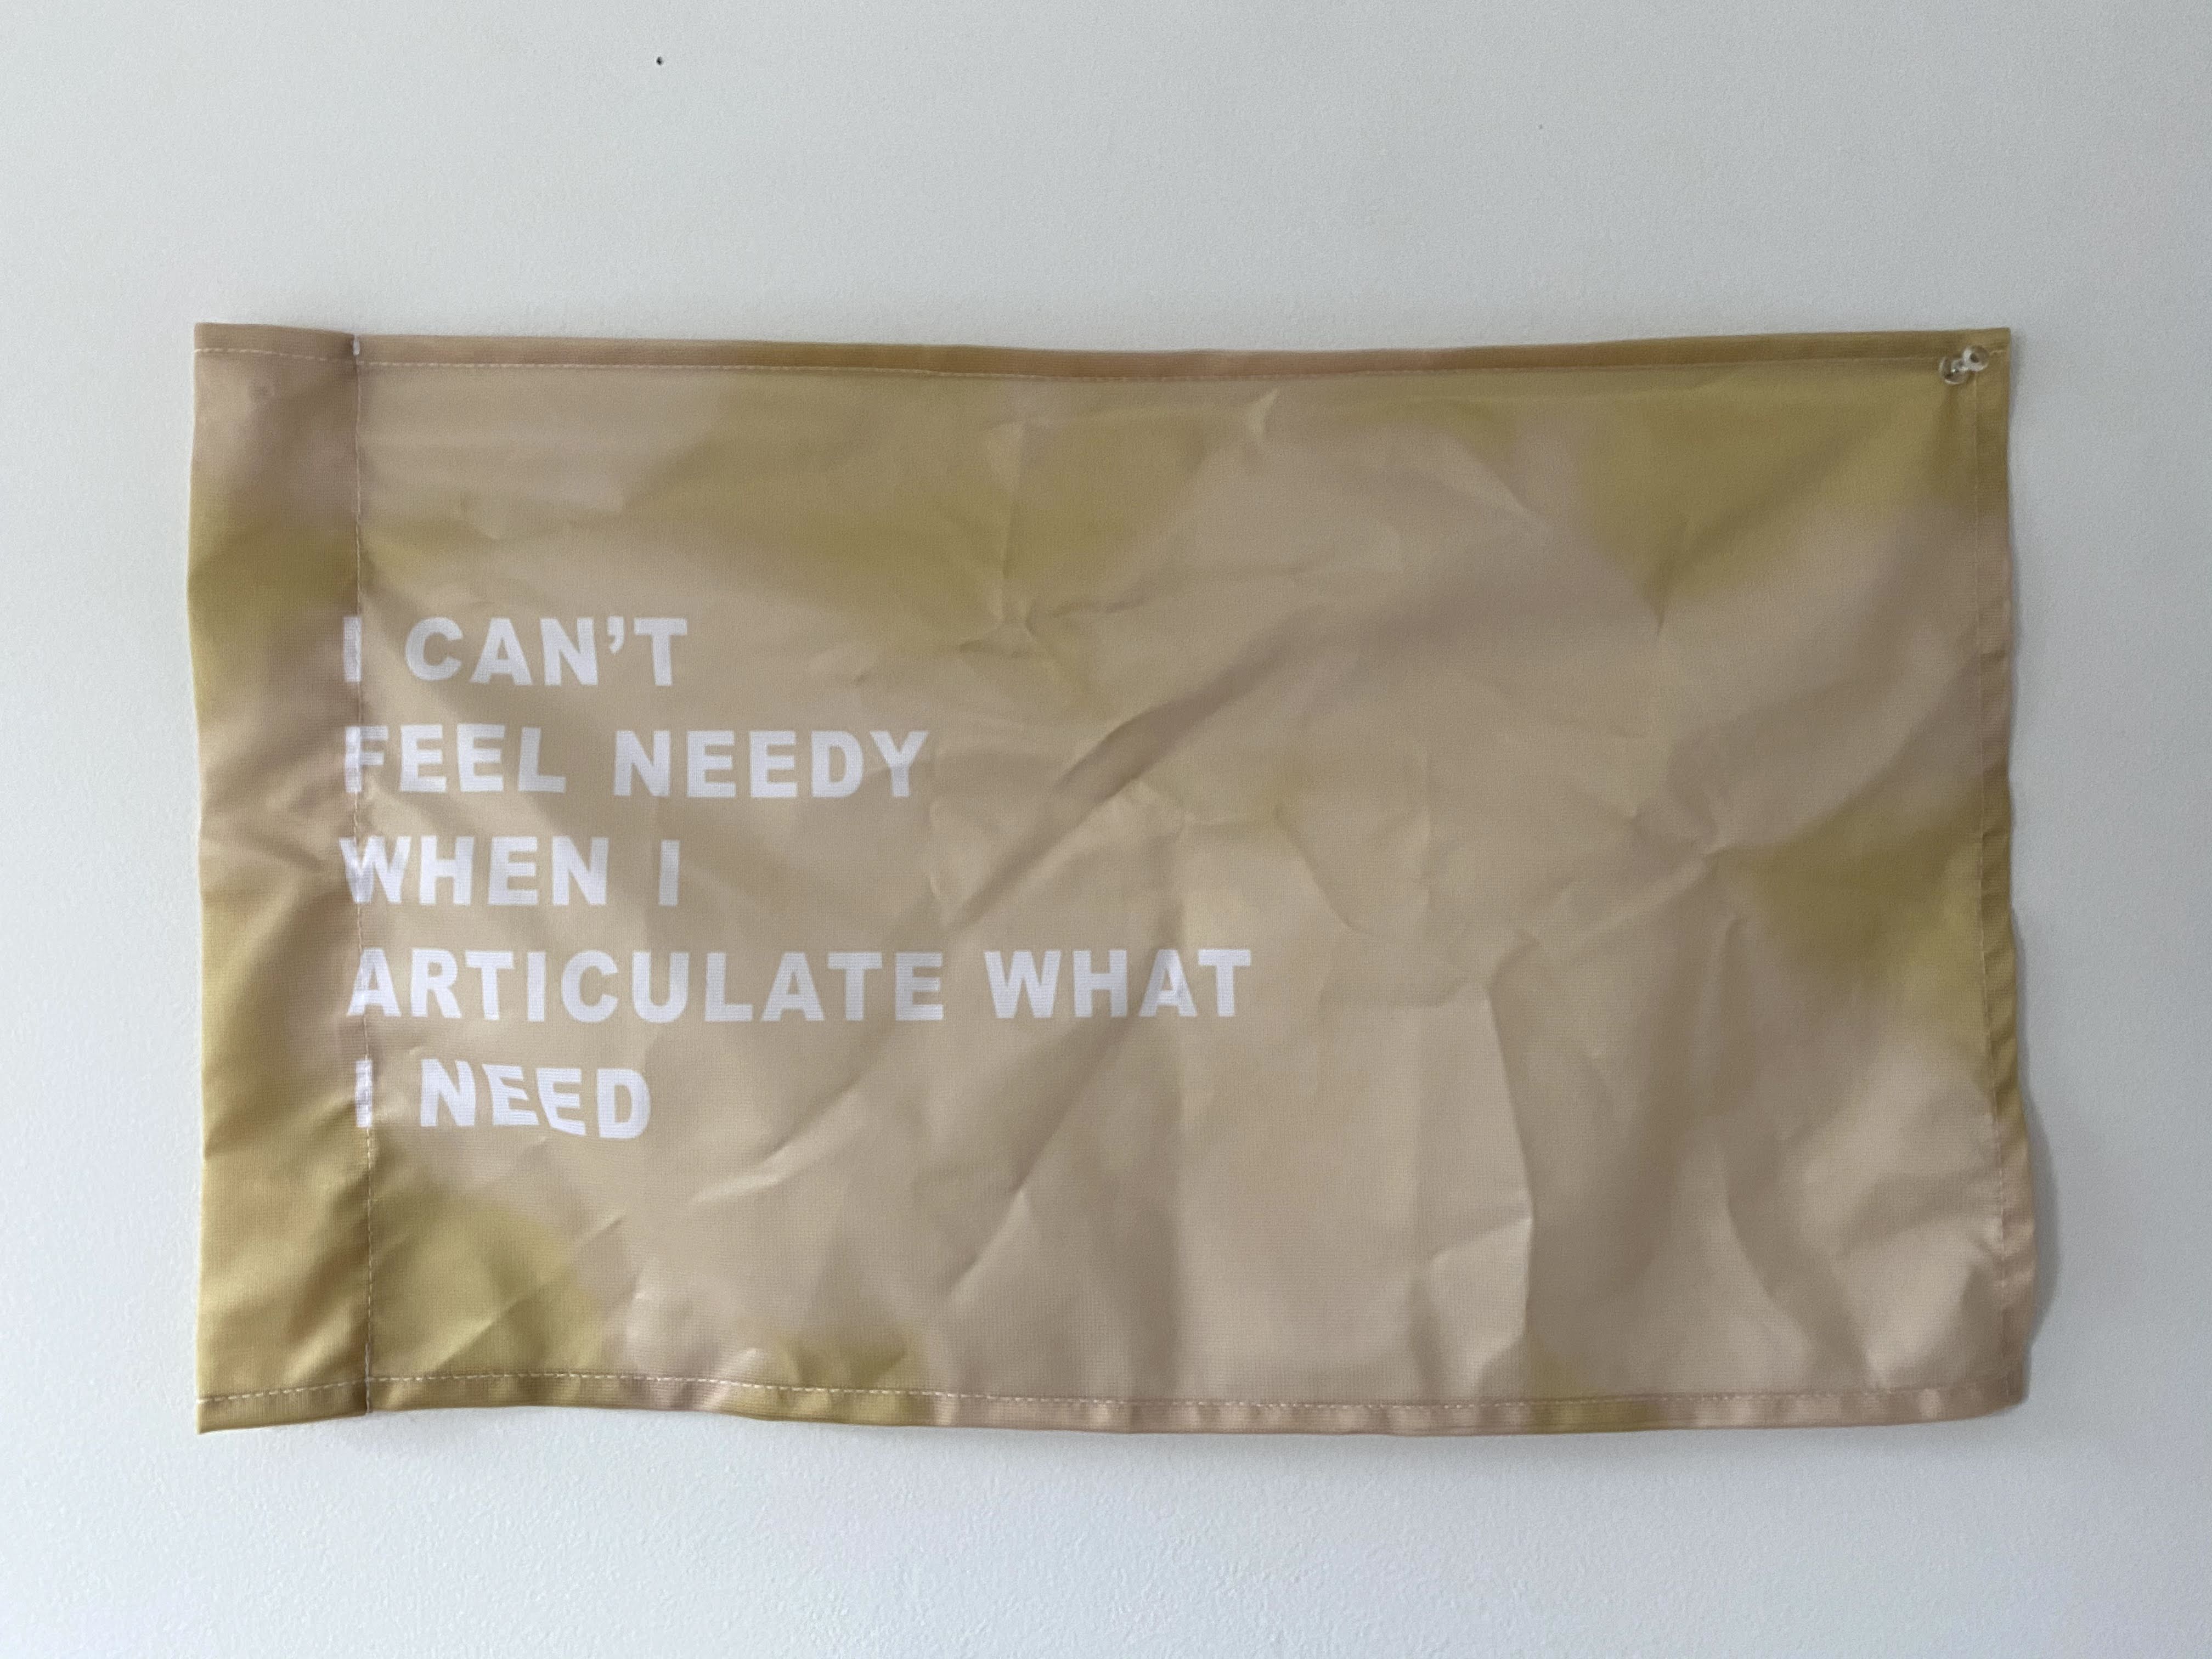 I CAN’T
FEEL NEEDY
WHEN I
ARTICULATE WHAT
I NEED